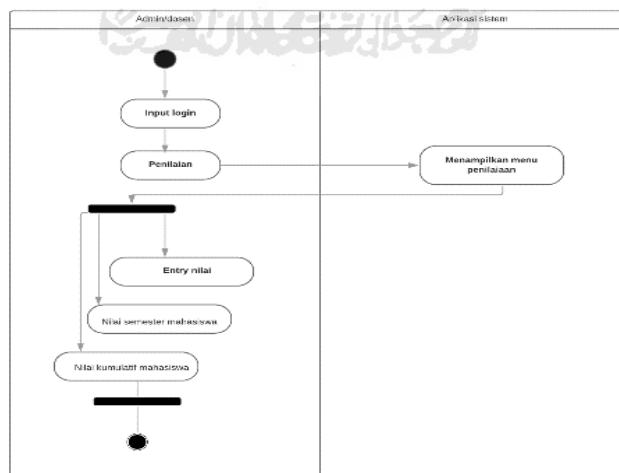 Admin/dosen
Aplikasi sistem
Input login
Penilaian
Menampilkan menu
penilaiaan
Entry nilai
Nilai semester mahasiswa
Nilai kumulatif mahasiswa